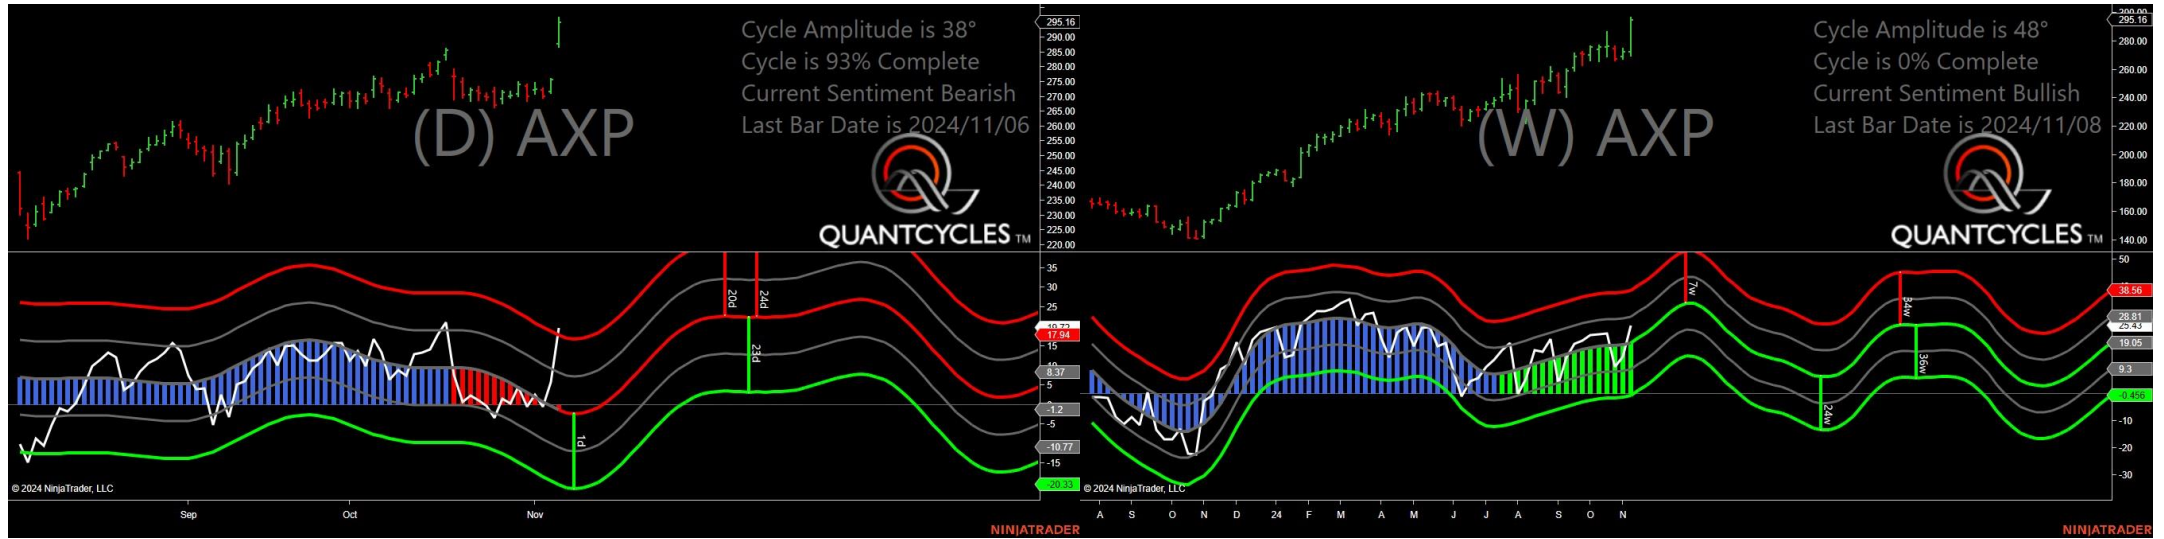 Cycle Amplitude is 38°
Cycle is 93% Complete
Current Sentiment Bearish
Last Bar Date is 2024/11/06
(D) AXP
QUANTCYCLES TM
295.16
290.00
285.00
280.00
275.00
270.00
265.00
260.00
255.00
250.00
245.00
240.00
235.00
230.00
225.00
220.00
35
30
25
17.94
15
8.37
5
-1.2
-5
-10.77
-15
-20.33
20d
24d
23d
1d
© 2024 NinjaTrader, LLC
Sep
Oct
Nov
NINJATRADER
Cycle Amplitude is 48°
Cycle is 0% Complete
Current Sentiment Bullish
Last Bar Date is 2024/11/08
(W) AXP
QUANTCYCLES TM
300.00
295.16
280.00
260.00
240.00
220.00
200.00
180.00
160.00
140.00
50
38.56
28.81
25.43
19.05
9.3
-0.456
-10
-20
-30
7w
34w
36w
24w
© 2024 NinjaTrader, LLC
A
S
O
N
D
24
F
M
A
M
J
J
A
S
O
N
NINJATRADER